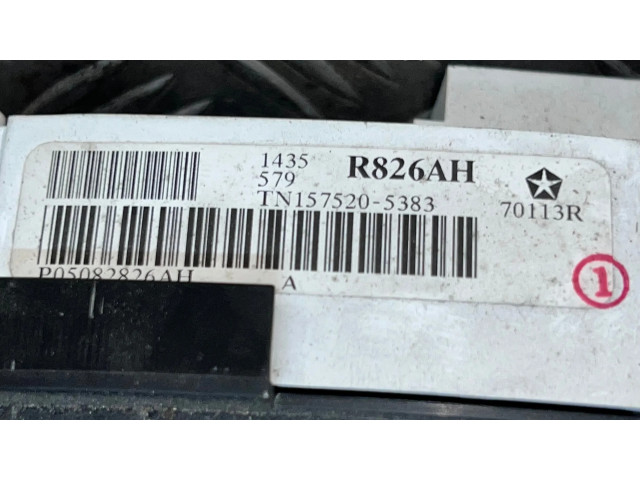 1435 R826AH
579
TN157520-5383 70113R
P05082826AH A
1